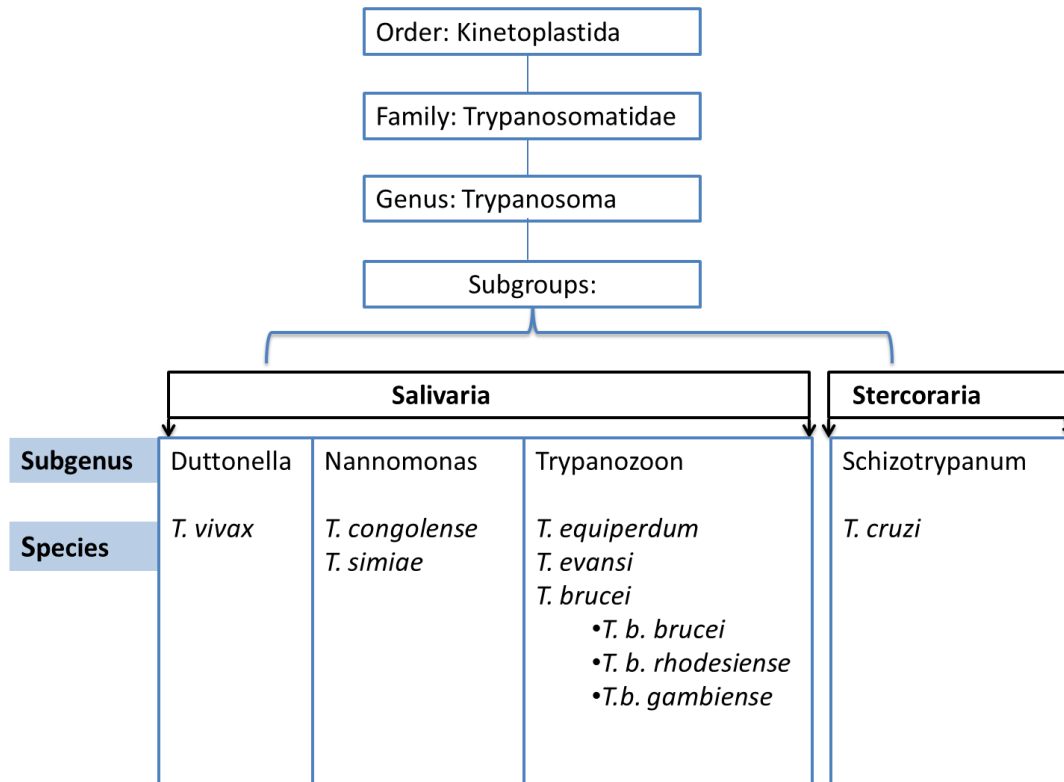 Order: Kinetoplastida
Family: Trypanosomatidae
Genus: Trypanosoma
Subgroups:
Salivaria
Stercoraria
Subgenus
Duttonella
Nannomonas
Trypanozoon
Schizotrypanum
Species
T. vivax
T. congolense
T. simiae
T. equiperdum
T. evansi
T. brucei
•T. b. brucei
•T. b. rhodesiense
•T.b. gambiense
T. cruzi